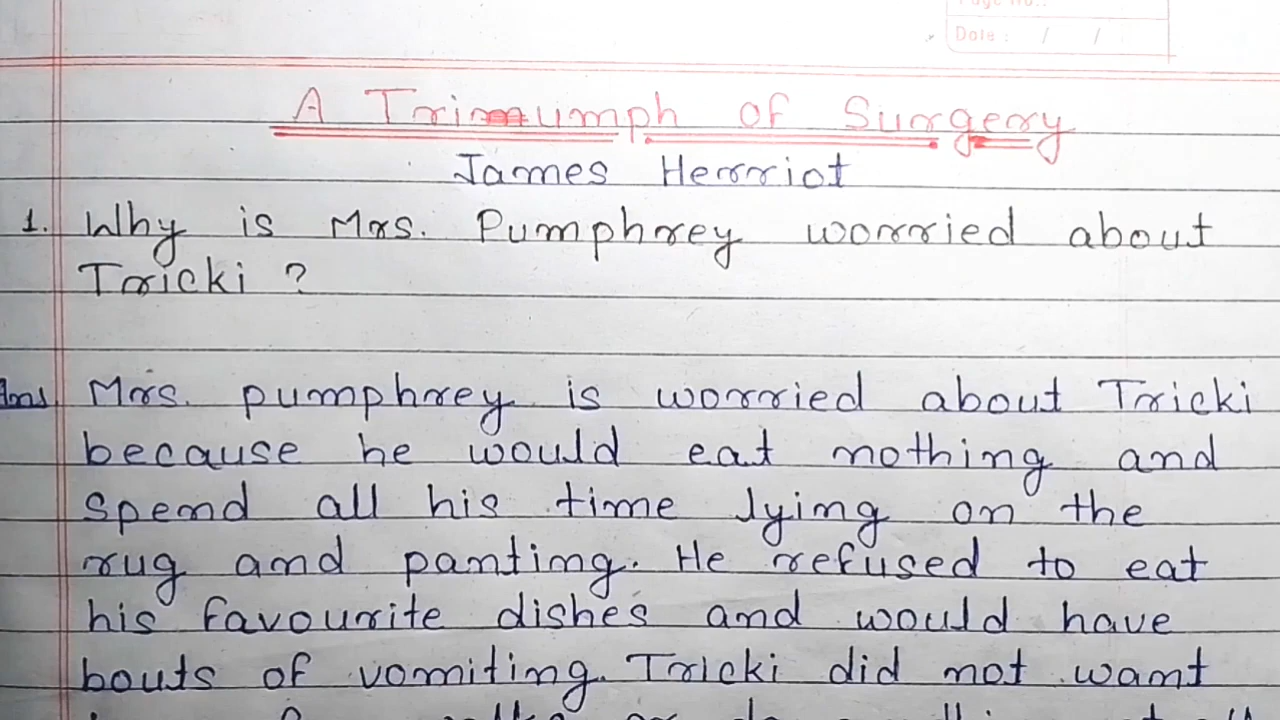 Date : / /
A Triumph of Surgery
James Herriot
1. Why is Mrs. Pumphrey worried about
Tricki ?
Ans. Mrs. pumphrey is worried about Tricki
because he would eat nothing and
spend all his time lying on the
rug and panting. He refused to eat
his favourite dishes and would have
bouts of vomiting. Tricki did not want